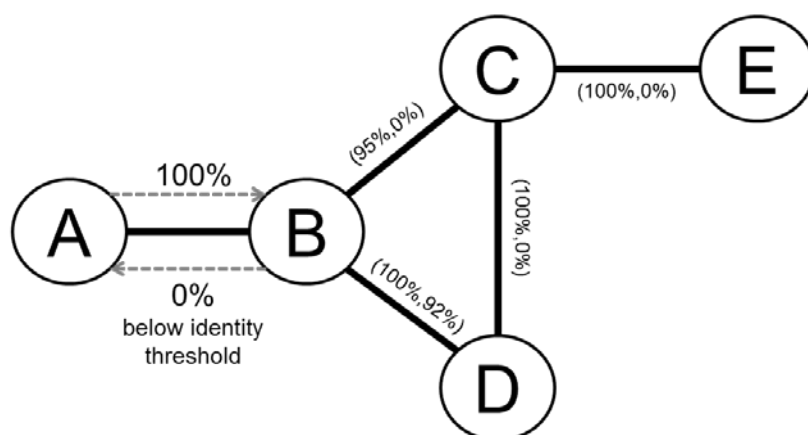 C
E
(100%,0%)
(95%,0%)
100%
(100%,0%)
A
B
(100%,92%)
0%
below identity
threshold
D